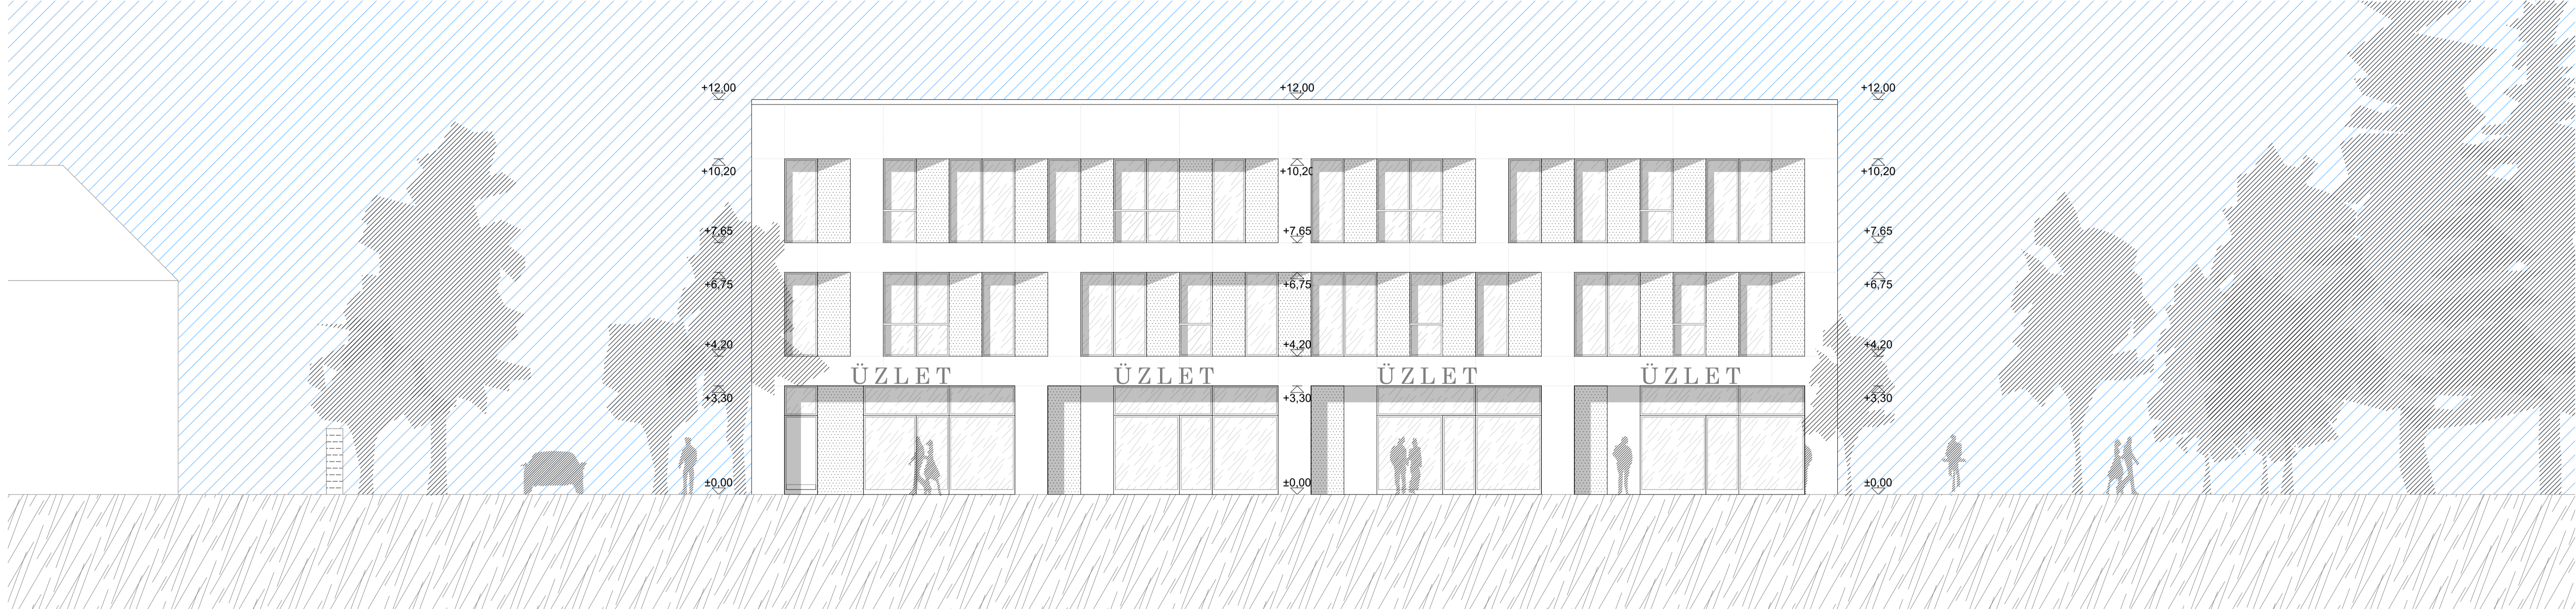 +12,00 +12,00 +12,00
+10,20 +10,20 +10,20
+7,65 +7,65 +7,65
+6,75 +6,75 +6,75
+4,20 +4,20 +4,20
ÜZLET ÜZLET ÜZLET ÜZLET
+3,30 +3,30 +3,30
±0,00 ±0,00 ±0,00